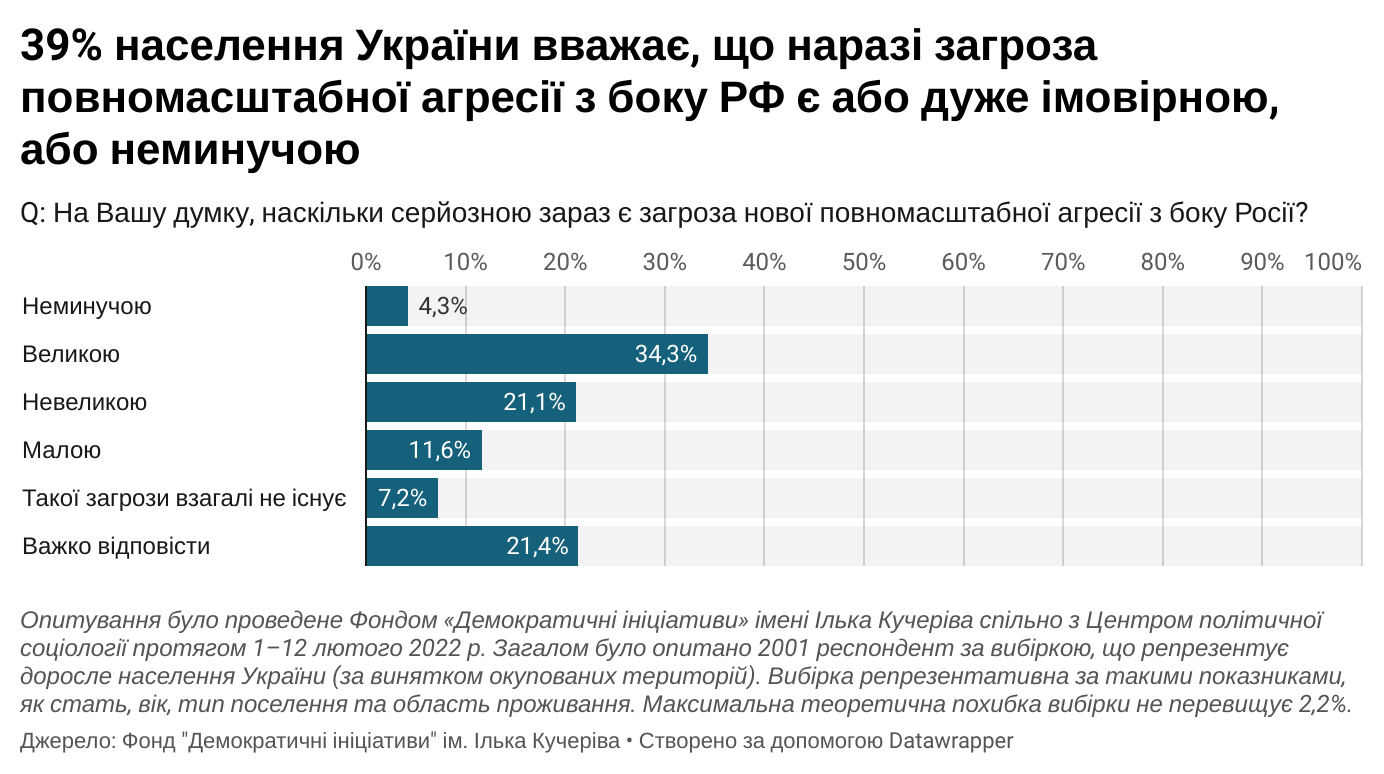 39% населення України вважає, що наразі загроза
повномасштабної агресії з боку РФ є або дуже імовірною,
або неминучою
Q: На Вашу думку, наскільки серйозною зараз є загроза нової повномасштабної агресії з боку Росії?
0% 10% 20% 30% 40% 50% 60% 70% 80% 90% 100%
Неминучою 4,3%
Великою 34,3%
Невеликою 21,1%
Малою 11,6%
Такої загрози взагалі не існує 7,2%
Важко відповісти 21,4%
Опитування було проведене Фондом «Демократичні ініціативи» імені Ілька Кучеріва спільно з Центром політичної
соціології протягом 1–12 лютого 2022 р. Загалом було опитано 2001 респондент за вибіркою, що репрезентує
доросле населення України (за винятком окупованих територій). Вибірка репрезентативна за такими показниками,
як стать, вік, тип поселення та область проживання. Максимальна теоретична похибка вибірки не перевищує 2,2%.
Джерело: Фонд "Демократичні ініціативи" ім. Ілька Кучеріва • Створено за допомогою Datawrapper